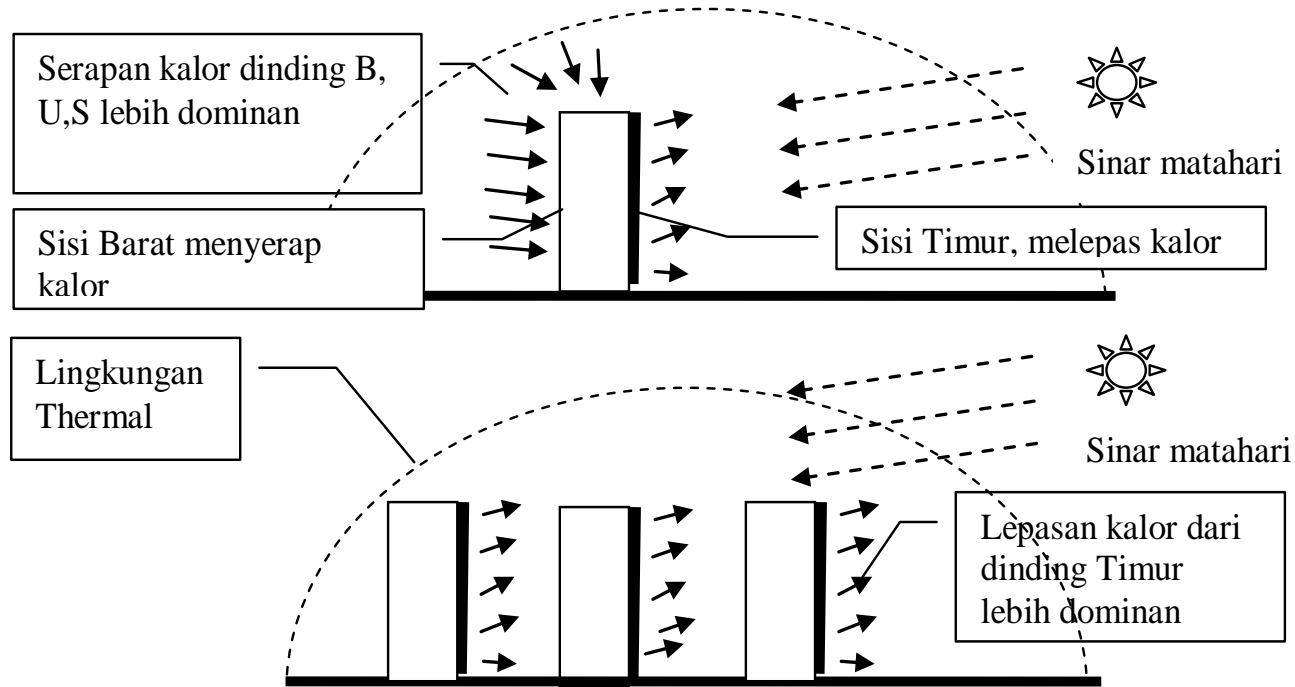 Serapan kalor dinding B,
U,S lebih dominan
Sinar matahari
Sisi Barat menyerap
kalor
Sisi Timur, melepas kalor
Lingkungan
Thermal
Sinar matahari
Lepasan kalor dari
dinding Timur
lebih dominan